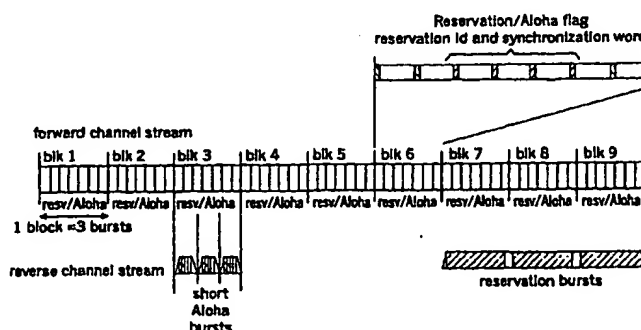 Reservation/Aloha flag
reservation id and synchronization word
forward channel stream
blk 1 blk 2 blk 3 blk 4 blk 5 blk 6 blk 7 blk 8 blk 9
resv/Aloha resv/Aloha resv/Aloha resv/Aloha resv/Aloha resv/Aloha resv/Aloha resv/Aloha resv/Aloha
1 block =3 bursts
reverse channel stream
short
Aloha
bursts
reservation bursts